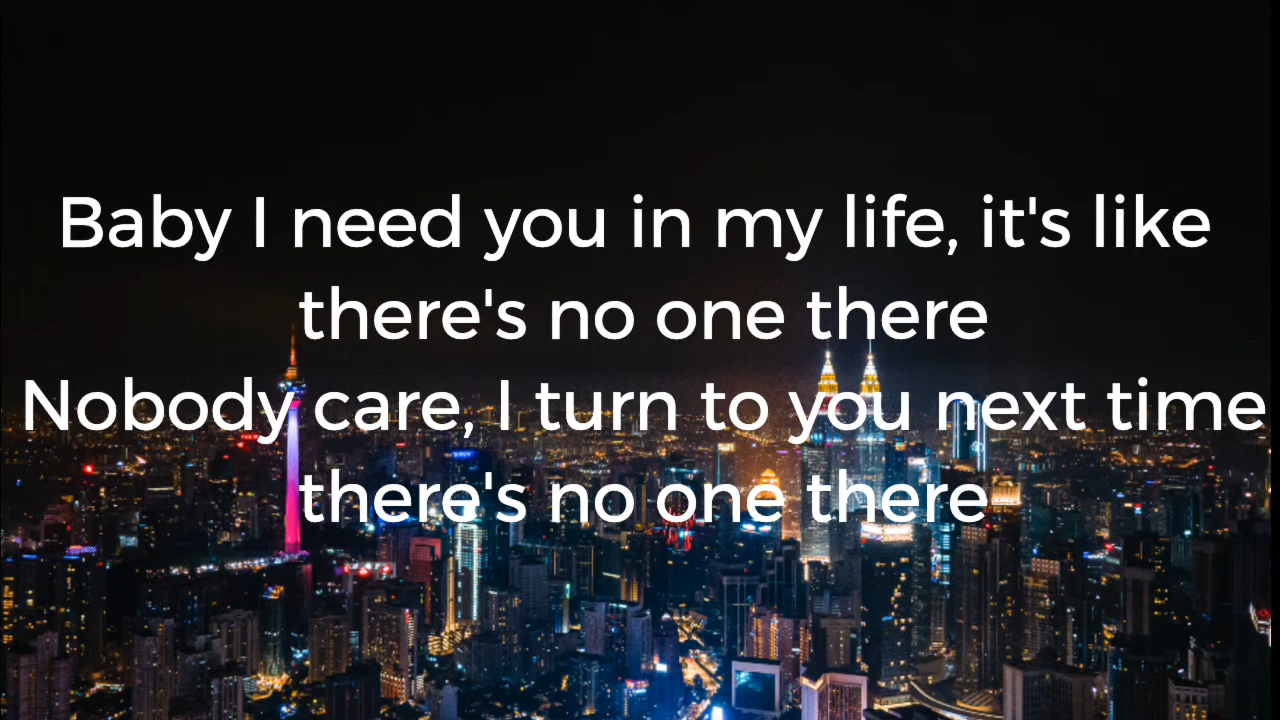 Baby I need you in my life, it's like
there's no one there
Nobody care, I turn to you next time
there's no one there